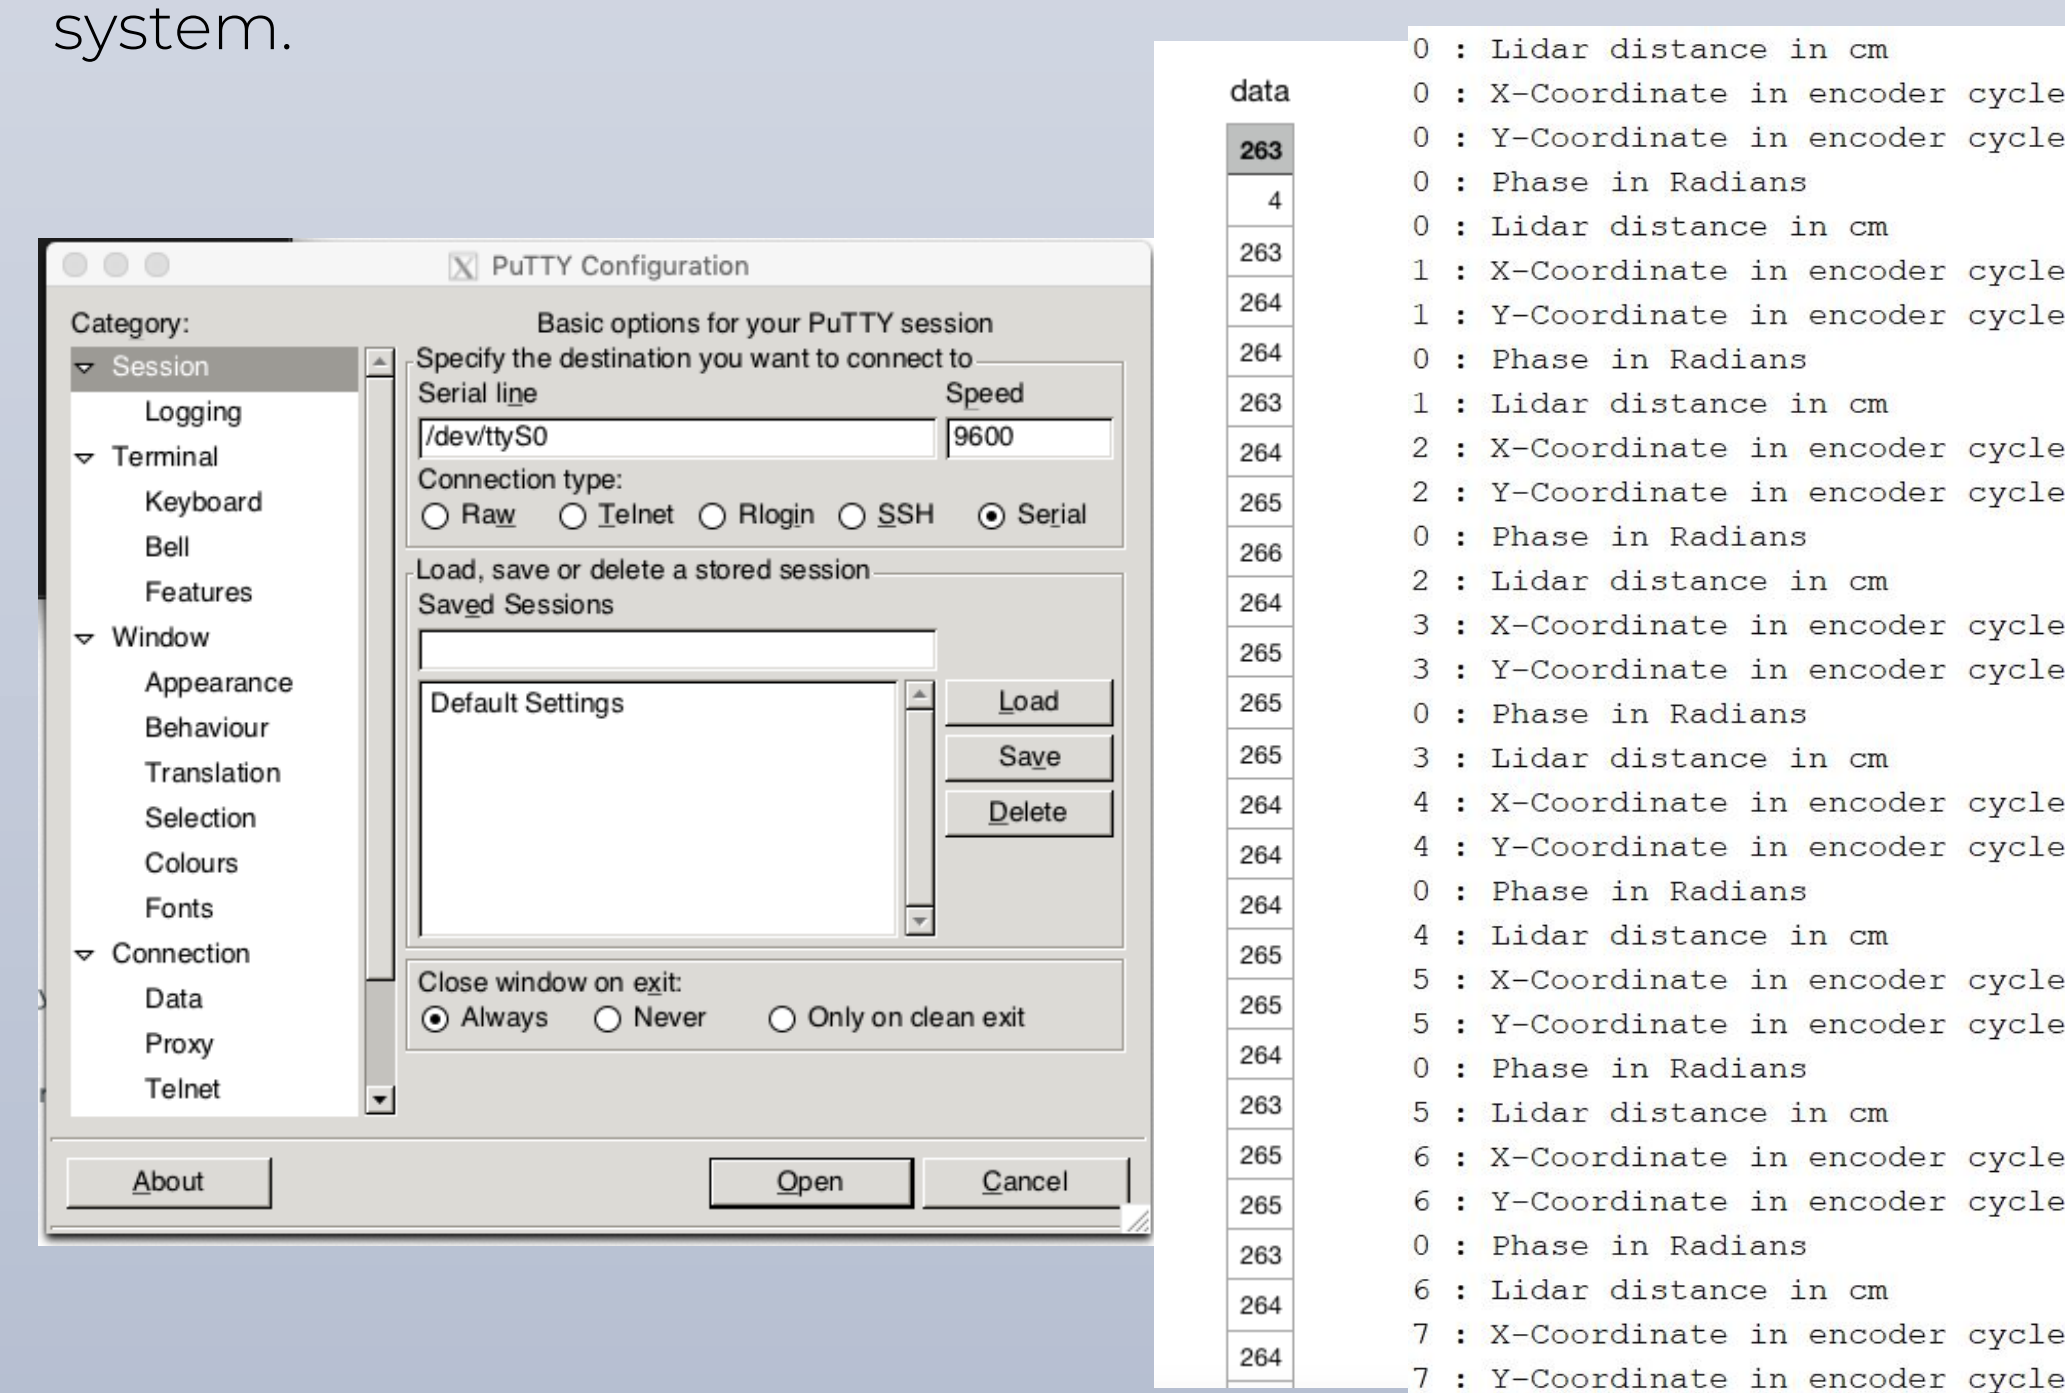 system.
PuTTY Configuration
Category:
Session
Logging
Terminal
Keyboard
Bell
Features
Window
Appearance
Behaviour
Translation
Selection
Colours
Fonts
Connection
Data
Proxy
Telnet
Basic options for your PuTTY session
Specify the destination you want to connect to
Serial line Speed
/dev/ttyS0 9600
Connection type:
Raw Telnet Rlogin SSH Serial
Load, save or delete a stored session
Saved Sessions
Default Settings
Load
Save
Delete
Close window on exit:
Always Never Only on clean exit
About Open Cancel
data
263
4
263
264
264
263
264
265
266
264
265
265
265
264
264
264
265
265
264
263
265
265
263
264
264
0 : Lidar distance in cm
0 : X-Coordinate in encoder cycle
0 : Y-Coordinate in encoder cycle
0 : Phase in Radians
0 : Lidar distance in cm
1 : X-Coordinate in encoder cycle
1 : Y-Coordinate in encoder cycle
0 : Phase in Radians
1 : Lidar distance in cm
2 : X-Coordinate in encoder cycle
2 : Y-Coordinate in encoder cycle
0 : Phase in Radians
2 : Lidar distance in cm
3 : X-Coordinate in encoder cycle
3 : Y-Coordinate in encoder cycle
0 : Phase in Radians
3 : Lidar distance in cm
4 : X-Coordinate in encoder cycle
4 : Y-Coordinate in encoder cycle
0 : Phase in Radians
4 : Lidar distance in cm
5 : X-Coordinate in encoder cycle
5 : Y-Coordinate in encoder cycle
0 : Phase in Radians
5 : Lidar distance in cm
6 : X-Coordinate in encoder cycle
6 : Y-Coordinate in encoder cycle
0 : Phase in Radians
6 : Lidar distance in cm
7 : X-Coordinate in encoder cycle
7 : Y-Coordinate in encoder cycle